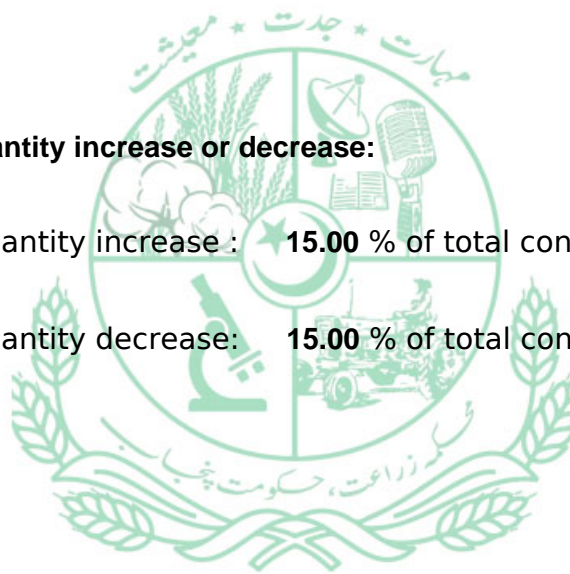 مہارت ٭ جدت ٭ معیشت
antity increase or decrease:
antity increase : 15.00 % of total con
antity decrease: 15.00 % of total con
محکمہ زراعت، حکومت پنجاب